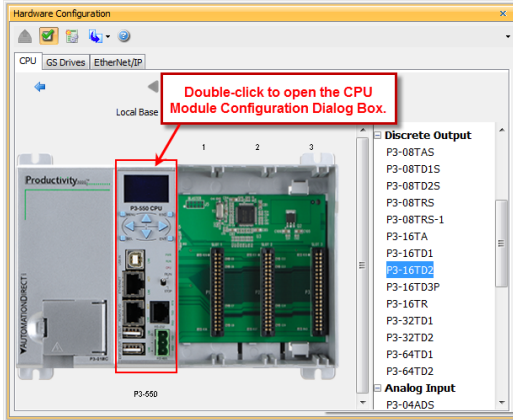 Hardware Configuration
CPU
GS Drives
EtherNet/IP
Double-click to open the CPU
Module Configuration Dialog Box.
Local Base
1
2
3
Productivity
P3-550 CPU
AUTOMATIONDIRECT
P3-550
Discrete Output
P3-08TAS
P3-08TD1S
P3-08TD2S
P3-08TRS
P3-08TRS-1
P3-16TA
P3-16TD1
P3-16TD2
P3-16TD3P
P3-16TR
P3-32TD1
P3-32TD2
P3-64TD1
P3-64TD2
Analog Input
P3-04ADS